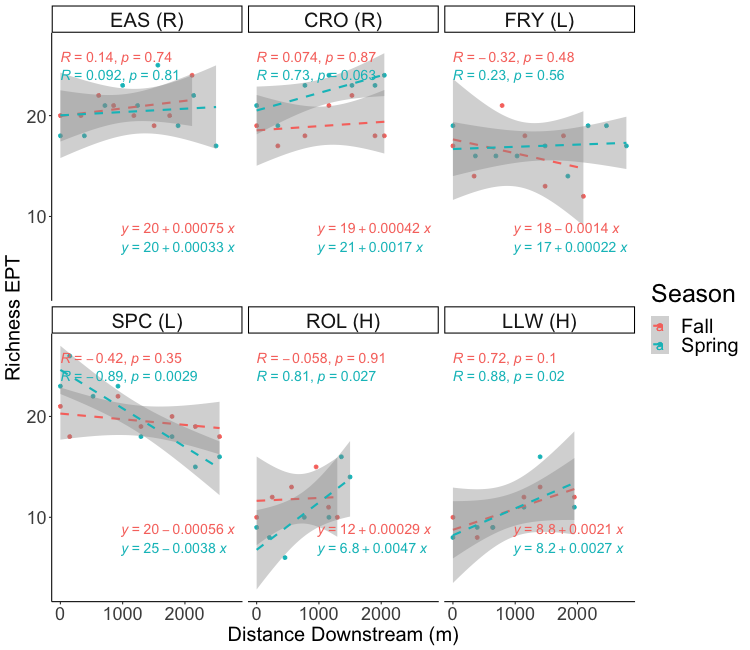 EAS (R)
CRO (R)
FRY (L)
R = 0.14, p = 0.74
R = 0.092, p = 0.81
R = 0.074, p = 0.87
R = 0.73, p = 0.063
R = −0.32, p = 0.48
R = 0.23, p = 0.56
20
10
y = 20 + 0.00075 x
y = 20 + 0.00033 x
y = 19 + 0.00042 x
y = 21 + 0.0017 x
y = 18 − 0.0014 x
y = 17 + 0.00022 x
Richness EPT
SPC (L)
ROL (H)
LLW (H)
R = −0.42, p = 0.35
R = −0.89, p = 0.0029
R = −0.058, p = 0.91
R = 0.81, p = 0.027
R = 0.72, p = 0.1
R = 0.88, p = 0.02
20
10
y = 20 − 0.00056 x
y = 25 − 0.0038 x
y = 12 + 0.00029 x
y = 6.8 + 0.0047 x
y = 8.8 + 0.0021 x
y = 8.2 + 0.0027 x
0 1000 2000
0 1000 2000
0 1000 2000
Distance Downstream (m)
Season
a Fall
a Spring